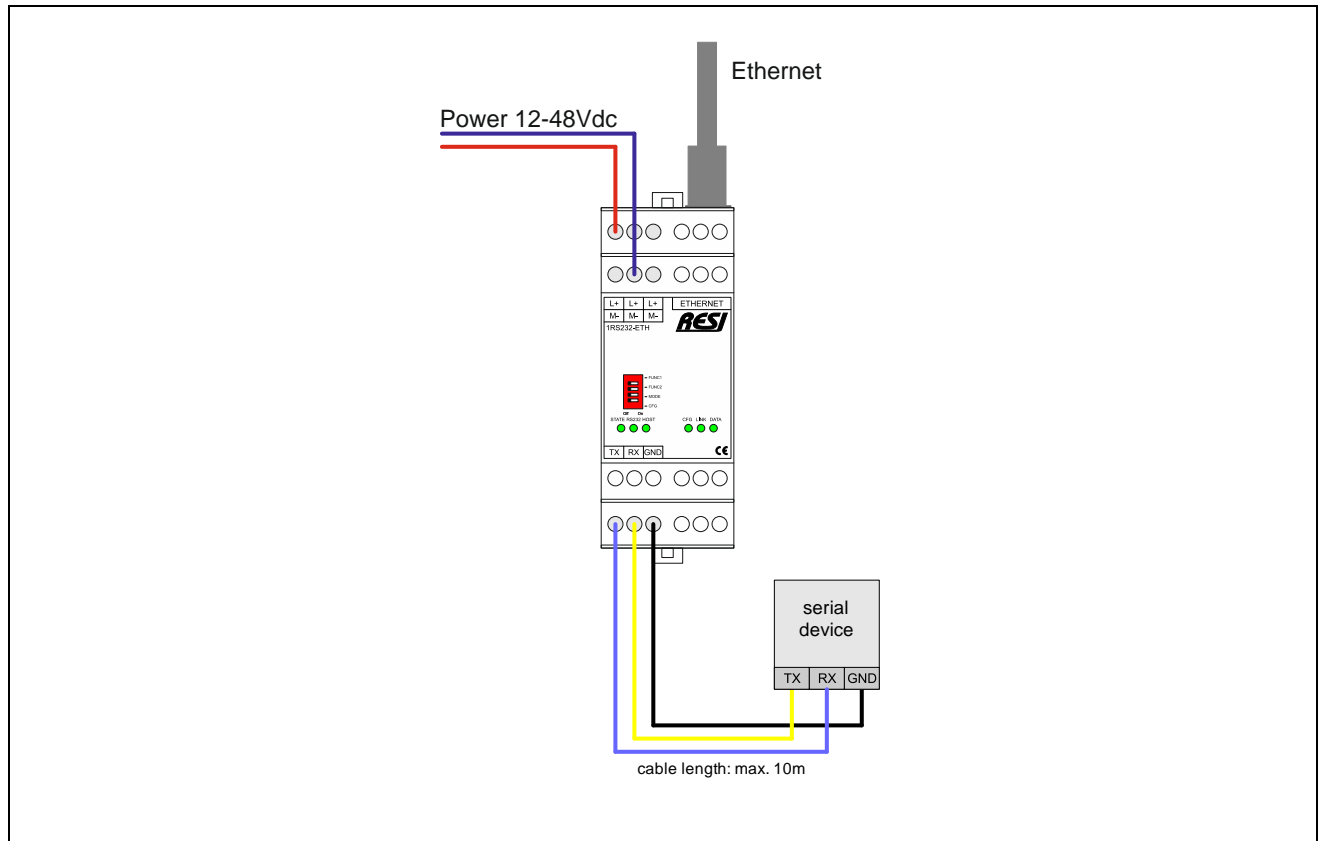 Ethernet
Power 12-48Vdc
L+ L+ L+ ETHERNET
M- M- M-
1RS232-ETH RESI
FUNC1
FUNC2
MODE
CFG
Off On
STATE RS232 HOST CFG LINK DATA
TX RX GND CE
serial
device
TX RX GND
cable length: max. 10m